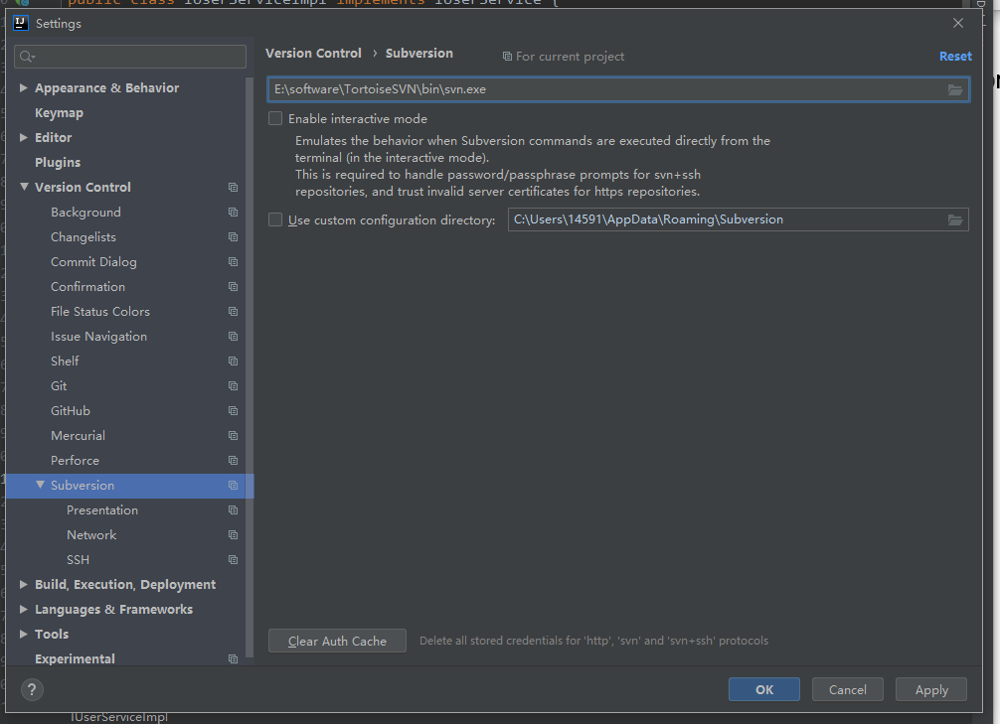 public class IUserServiceImpl implements IUserService {
Settings
Version Control › Subversion
For current project
Reset
E:\software\TortoiseSVN\bin\svn.exe
Enable interactive mode
Emulates the behavior when Subversion commands are executed directly from the
terminal (in the interactive mode).
This is required to handle password/passphrase prompts for svn+ssh
repositories, and trust invalid server certificates for https repositories.
Use custom configuration directory:
C:\Users\14591\AppData\Roaming\Subversion
Appearance & Behavior
Keymap
Editor
Plugins
Version Control
Background
Changelists
Commit Dialog
Confirmation
File Status Colors
Issue Navigation
Shelf
Git
GitHub
Mercurial
Perforce
Subversion
Presentation
Network
SSH
Build, Execution, Deployment
Languages & Frameworks
Tools
Experimental
Clear Auth Cache
Delete all stored credentials for 'http', 'svn' and 'svn+ssh' protocols
?
OK
Cancel
Apply
IUserServiceImpl